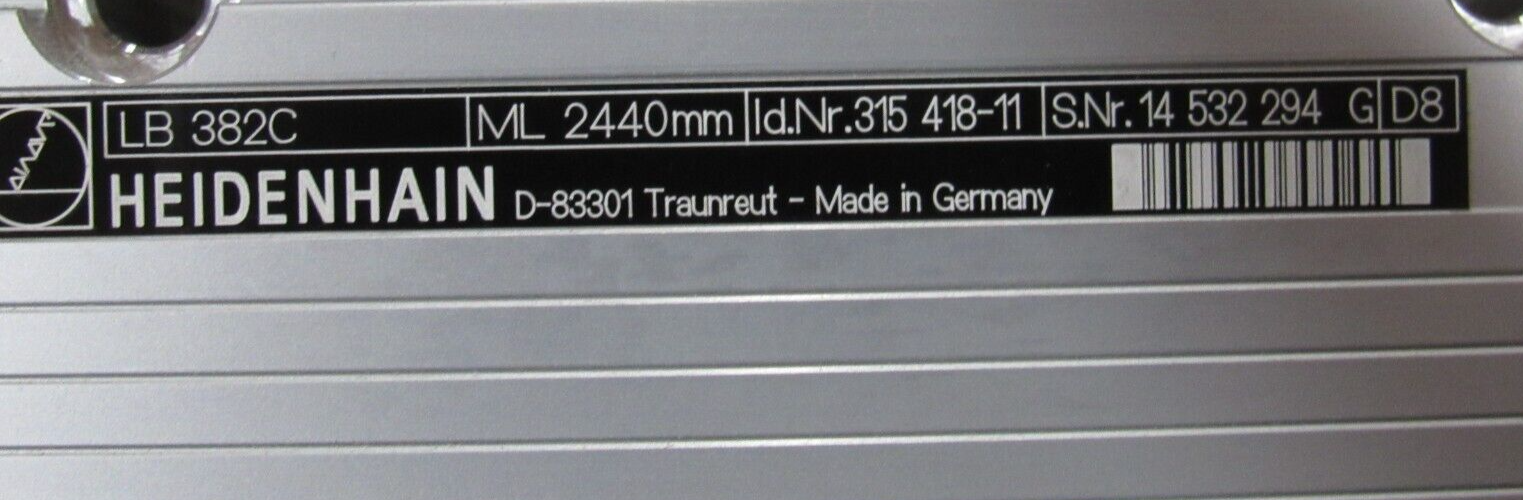 LB 382C ML 2440mm Id.Nr.315 418-11 S.Nr. 14 532 294 G D8
HEIDENHAIN D-83301 Traunreut - Made in Germany